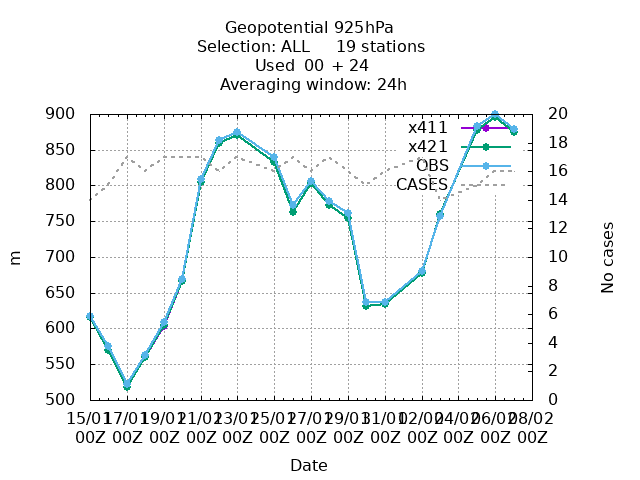 Geopotential 925hPa
Selection: ALL 19 stations
Used 00 + 24
Averaging window: 24h
900
850
800
750
700
650
600
550
500
m
20
18
16
14
12
10
8
6
4
2
0
No cases
x411
x421
OBS
CASES
15/01 17/01 19/01 21/01 23/01 25/01 27/01 29/01 31/01 02/02 04/02 06/02 08/02
00Z 00Z 00Z 00Z 00Z 00Z 00Z 00Z 00Z 00Z 00Z 00Z 00Z
Date